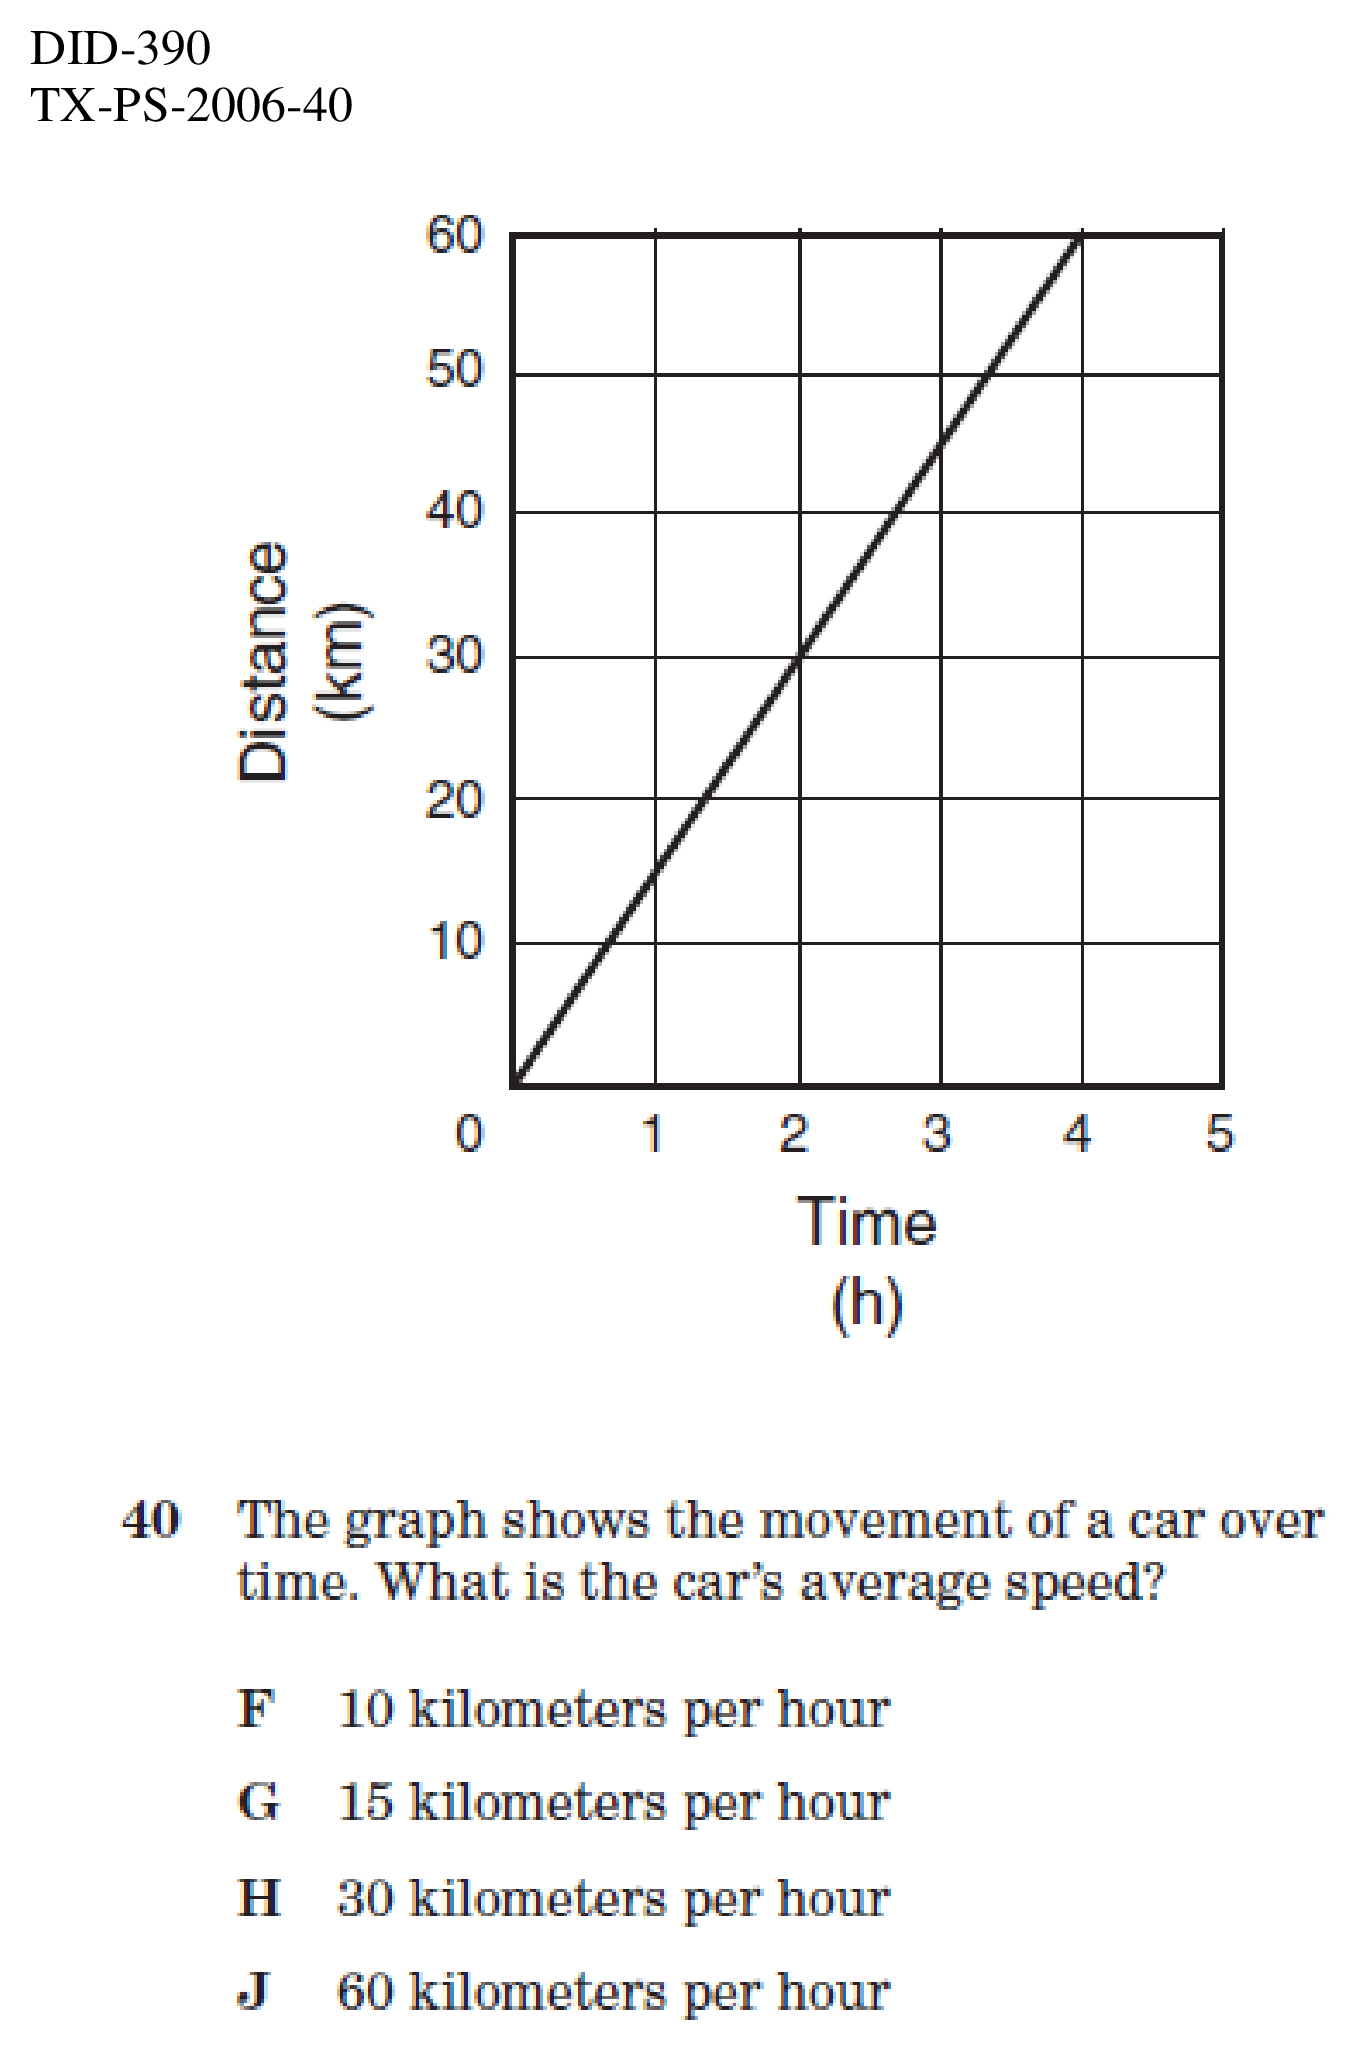 DID-390
TX-PS-2006-40
60
50
40
30
20
10
Distance
(km)
0 1 2 3 4 5
Time
(h)
40 The graph shows the movement of a car over
time. What is the car's average speed?
F 10 kilometers per hour
G 15 kilometers per hour
H 30 kilometers per hour
J 60 kilometers per hour